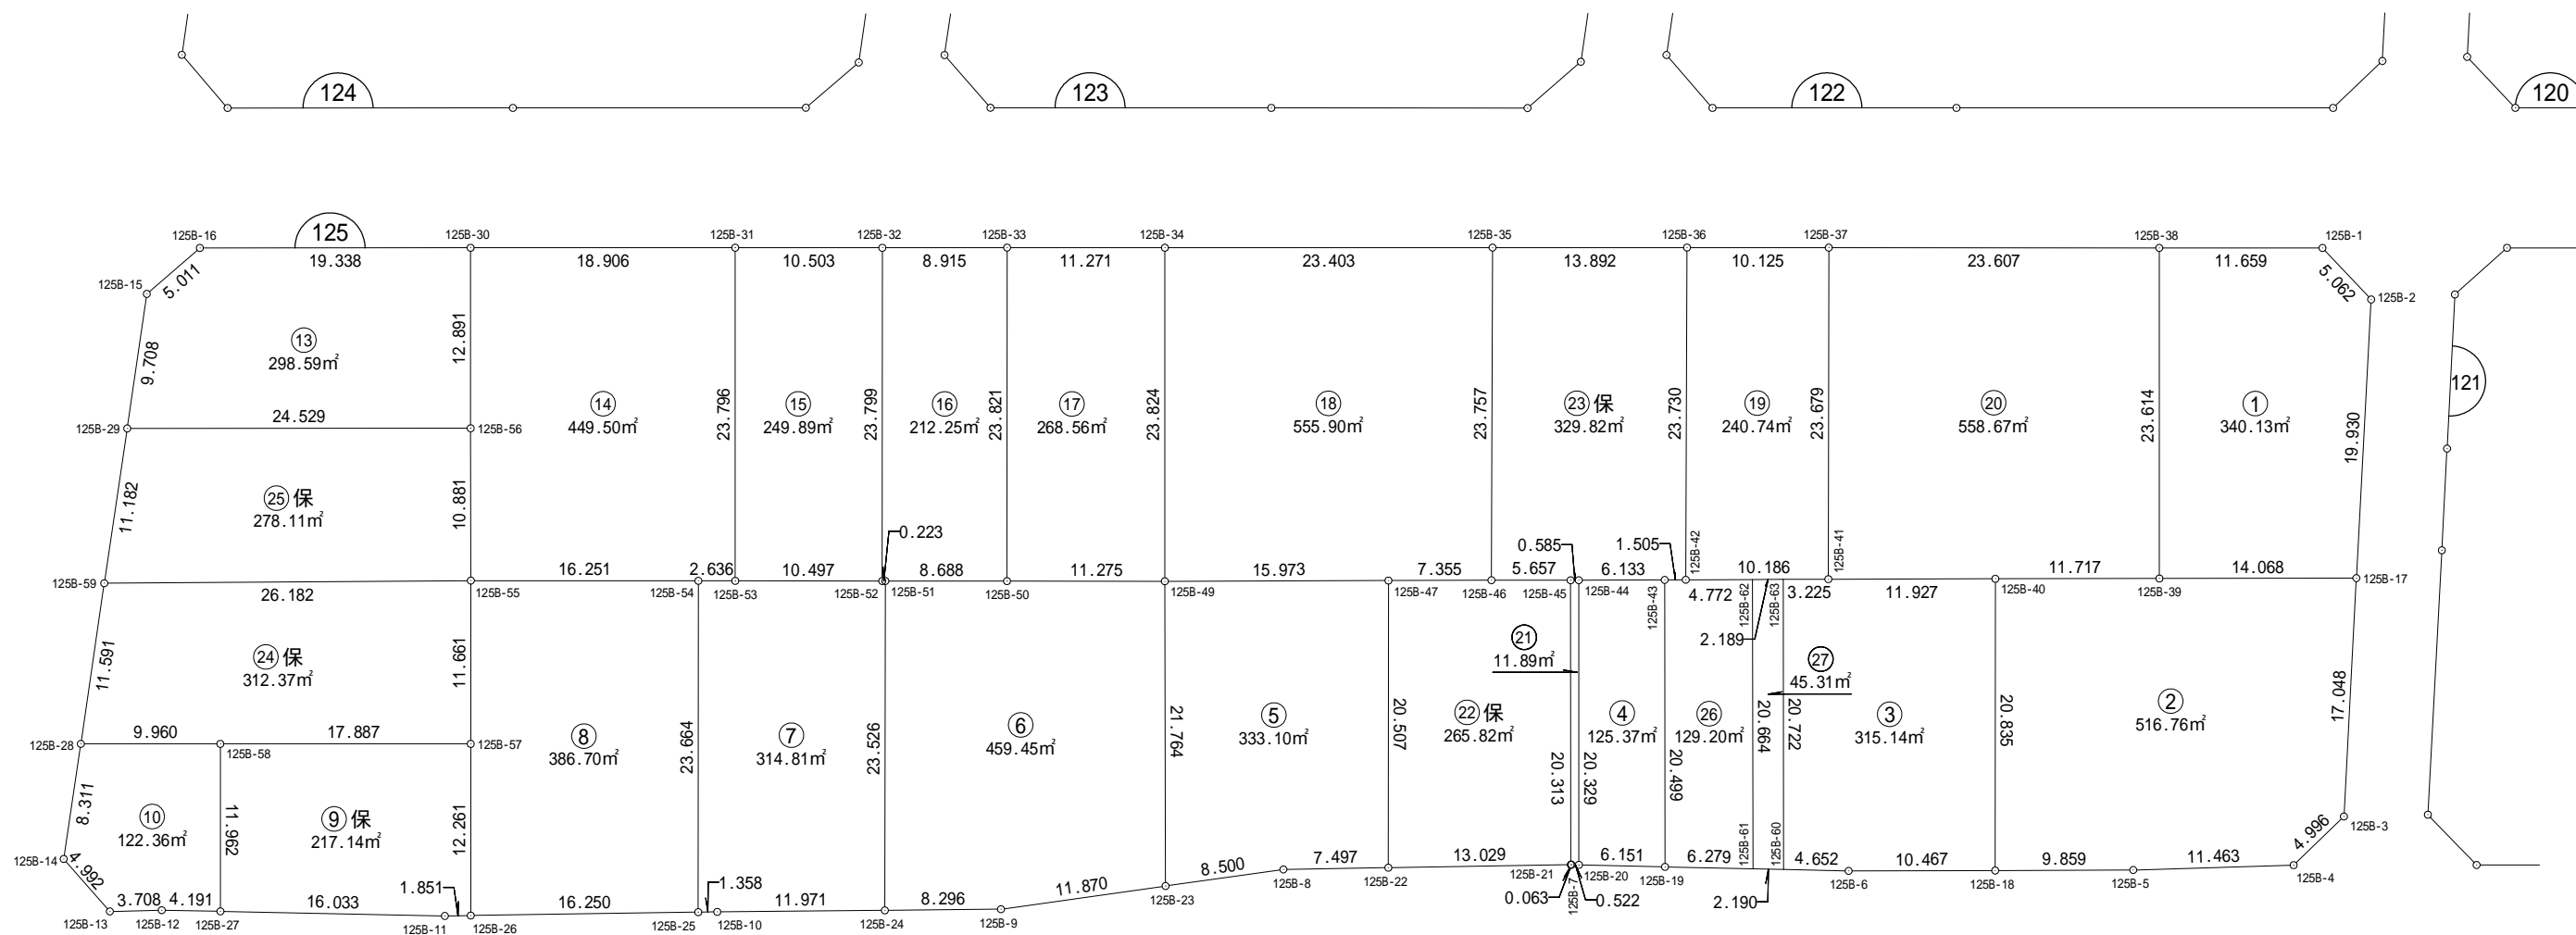 124
123
122
120
125
121
125B-16
125B-30
125B-31
125B-32
125B-33
125B-34
125B-35
125B-36
125B-37
125B-38
125B-1
19.338
18.906
10.503
8.915
11.271
23.403
13.892
10.125
23.607
11.659
5.011
5.062
125B-15
125B-2
9.708
12.891
⑬
298.59㎡
23.796
23.799
23.821
23.824
23.757
23.730
23.679
23.614
19.930
⑭
449.50㎡
⑮
249.89㎡
⑯
212.25㎡
⑰
268.56㎡
⑱
555.90㎡
㉓保
329.82㎡
⑲
240.74㎡
⑳
558.67㎡
①
340.13㎡
24.529
125B-29
125B-56
11.182
10.881
㉕保
278.11㎡
0.223
0.585
1.505
125B-42
125B-41
16.251
2.636
10.497
8.688
11.275
15.973
7.355
5.657
6.133
10.186
11.717
14.068
125B-59
26.182
125B-55
125B-54
125B-53
125B-52
125B-51
125B-50
125B-49
125B-47
125B-46
125B-45
125B-44
125B-43
4.772
125B-62
125B-63
3.225
11.927
125B-40
125B-39
125B-17
2.189
11.591
11.661
㉔保
312.37㎡
㉑
11.89㎡
㉗
45.31㎡
17.048
9.960
17.887
125B-28
125B-58
125B-57
⑧
386.70㎡
23.664
⑦
314.81㎡
23.526
⑥
459.45㎡
21.764
⑤
333.10㎡
20.507
㉒保
265.82㎡
20.313
20.329
④
125.37㎡
20.499
㉖
129.20㎡
20.664
20.722
③
315.14㎡
20.835
②
516.76㎡
8.311
⑩
122.36㎡
11.962
⑨保
217.14㎡
12.261
125B-14
4.992
125B-3
4.996
3.708
4.191
16.033
1.851
16.250
1.358
11.971
8.296
11.870
8.500
7.497
13.029
6.151
6.279
125B-61
125B-60
4.652
10.467
9.859
11.463
125B-13
125B-12
125B-27
125B-11
125B-26
125B-25
125B-10
125B-24
125B-9
125B-23
125B-8
125B-22
125B-21
125B-7
125B-20
125B-19
125B-6
125B-18
125B-5
125B-4
0.063
0.522
2.190